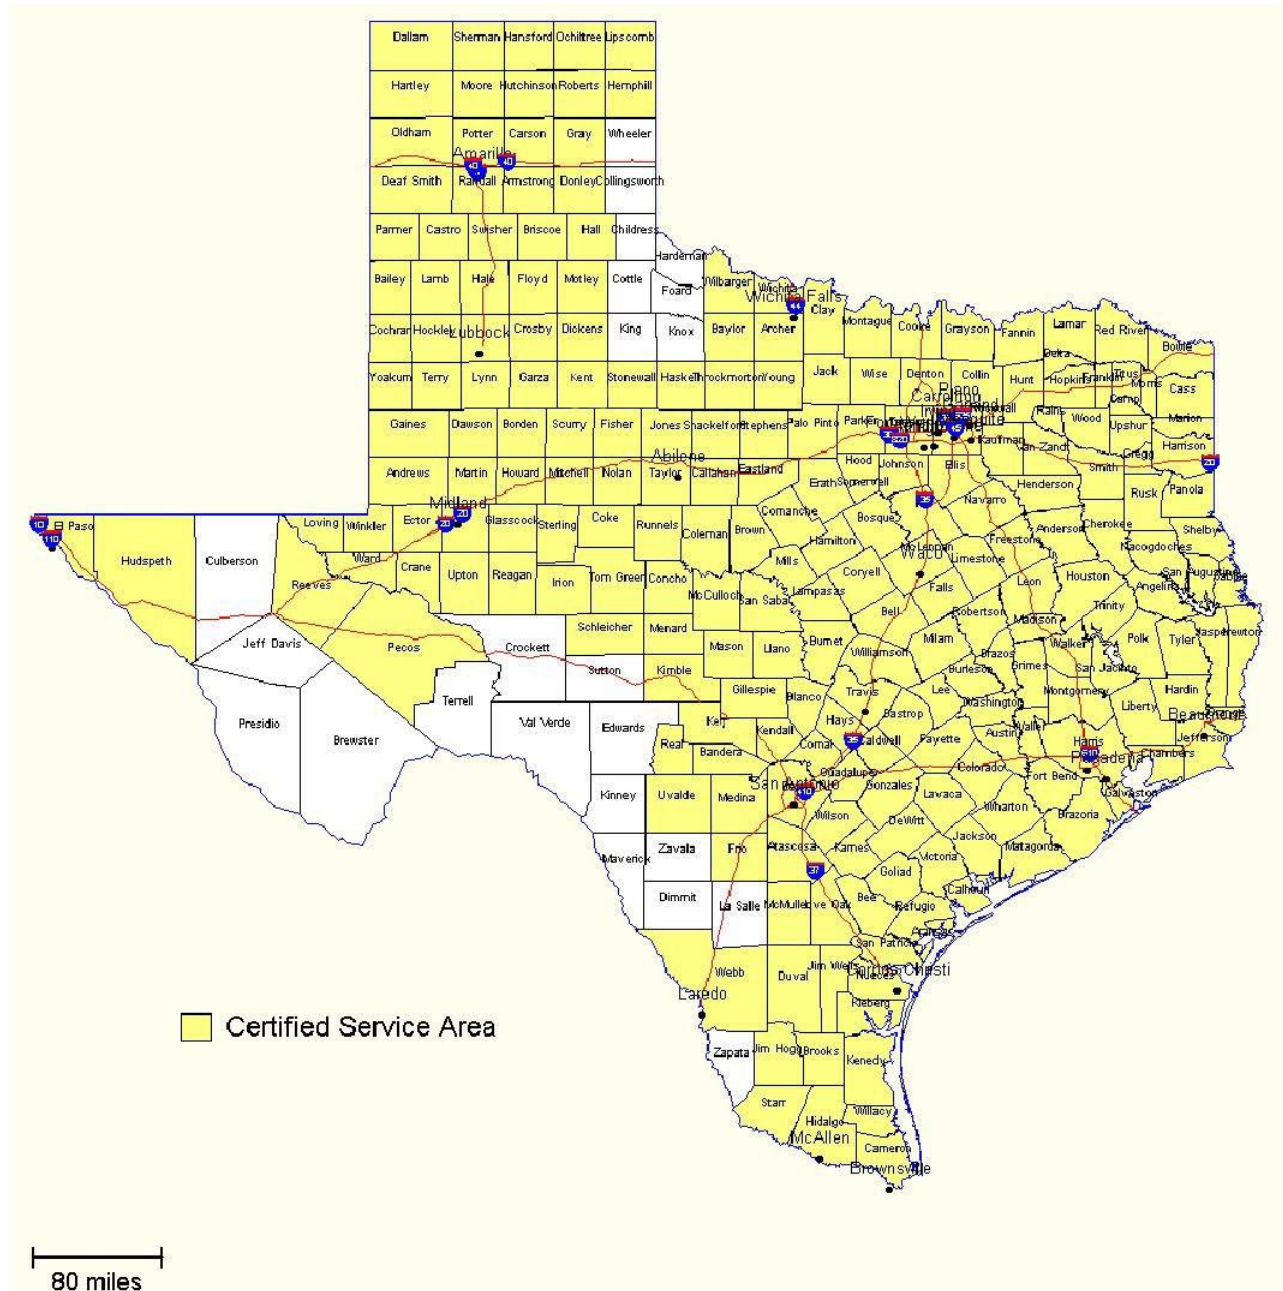 Dallam Sherman Hansford Ochiltree Lipscomb
Hartley Moore Hutchinson Roberts Hemphill
Oldham Potter Carson Gray Wheeler
Amarillo
40 40
Deaf Smith Randall Armstrong Donley Collingsworth
Parmer Castro Swisher Briscoe Hall Childress
Hardeman
Bailey Lamb Hale Floyd Motley Cottle Foard Wilbarger Wichita
Wichita Falls
44
Clay
Cochran Hockley Lubbock Crosby Dickens King Knox Baylor Archer Montague Cooke Grayson Fannin Lamar Red River Bowie
Delta
Yoakum Terry Lynn Garza Kent Stonewall Haskell Throckmorton Young Jack Wise Denton Collin Hunt Hopkins Franklin Titus Morris Cass
Plano
Carrollton
Camp
Gaines Dawson Borden Scurry Fisher Jones Shackelford Stephens Palo Pinto Parker Rains Wood Upshur Marion
Kaufman Van Zandt Gregg Harrison
Abilene
20
Andrews Martin Howard Mitchell Nolan Taylor Callahan Eastland Hood Johnson Ellis Smith
Erath Somervell Henderson Rusk Panola
Midland
35
Navarro
10 El Paso
110
Loving Winkler Ector 20 20 Glasscock Sterling Coke Runnels Coleman Brown Comanche Bosque Anderson Cherokee Shelby
Hamilton McLennan Freestone Nacogdoches
Waco
Hudspeth Culberson Reeves Ward Crane Upton Reagan Irion Tom Green Concho Mills Coryell Limestone
McCulloch San Saba Lampasas Falls Leon Houston Angelina San Augustine Sabine
Bell Robertson Madison Trinity
Jeff Davis Pecos Crockett Schleicher Menard Mason Llano Burnet Milam Walker Polk Tyler Jasper Newton
Williamson Brazos Grimes San Jacinto
Sutton Kimble Burleson
Presidio Brewster Terrell Val Verde Edwards Gillespie Blanco Travis Lee Washington Montgomery Liberty Hardin
Bastrop Beaumont Orange
Kerr Kendall Hays Austin Waller Jefferson
Real Bandera Comal 35 Caldwell Fayette Harris 610 Chambers
Pasadena
Guadalupe Colorado Fort Bend
San Antonio
410
Kinney Uvalde Medina Gonzales Lavaca Wharton Galveston
Wilson DeWitt Brazoria
Maverick Zavala Frio Atascosa Karnes Jackson Matagorda
Victoria
37 Goliad
Dimmit La Salle McMullen Live Oak Bee Refugio Calhoun
Aransas
San Patricio
Webb Duval Jim Wells Nueces
Corpus Christi
Laredo
Kleberg
Certified Service Area
Zapata Jim Hogg Brooks Kenedy
Starr Hidalgo Willacy
McAllen
Cameron
Brownsville
80 miles